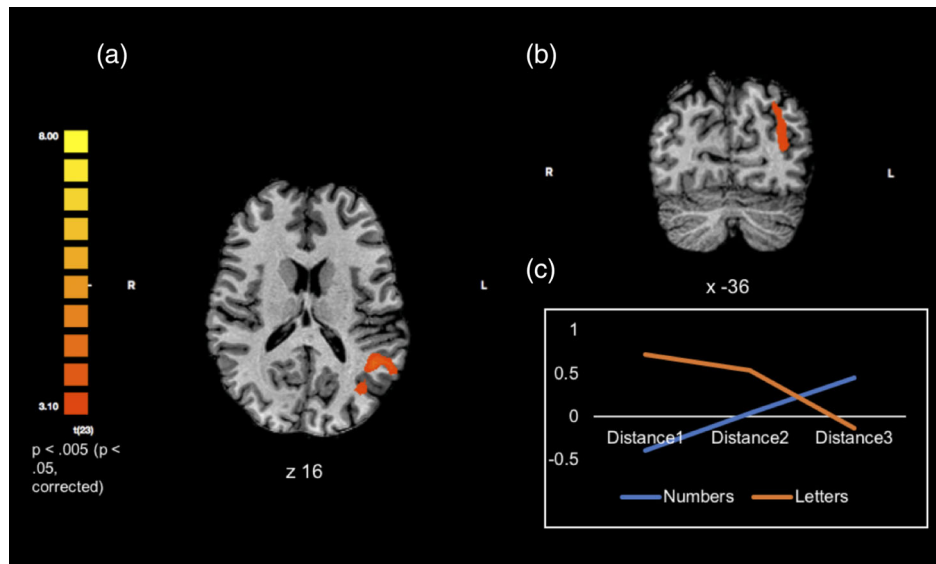 (a)
8.00
R
L
3.10
t(23)
p < .005 (p <
.05,
corrected)
z 16
(b)
R
L
x -36
(c)
1
0.5
0
-0.5
Distance1 Distance2 Distance3
Numbers Letters